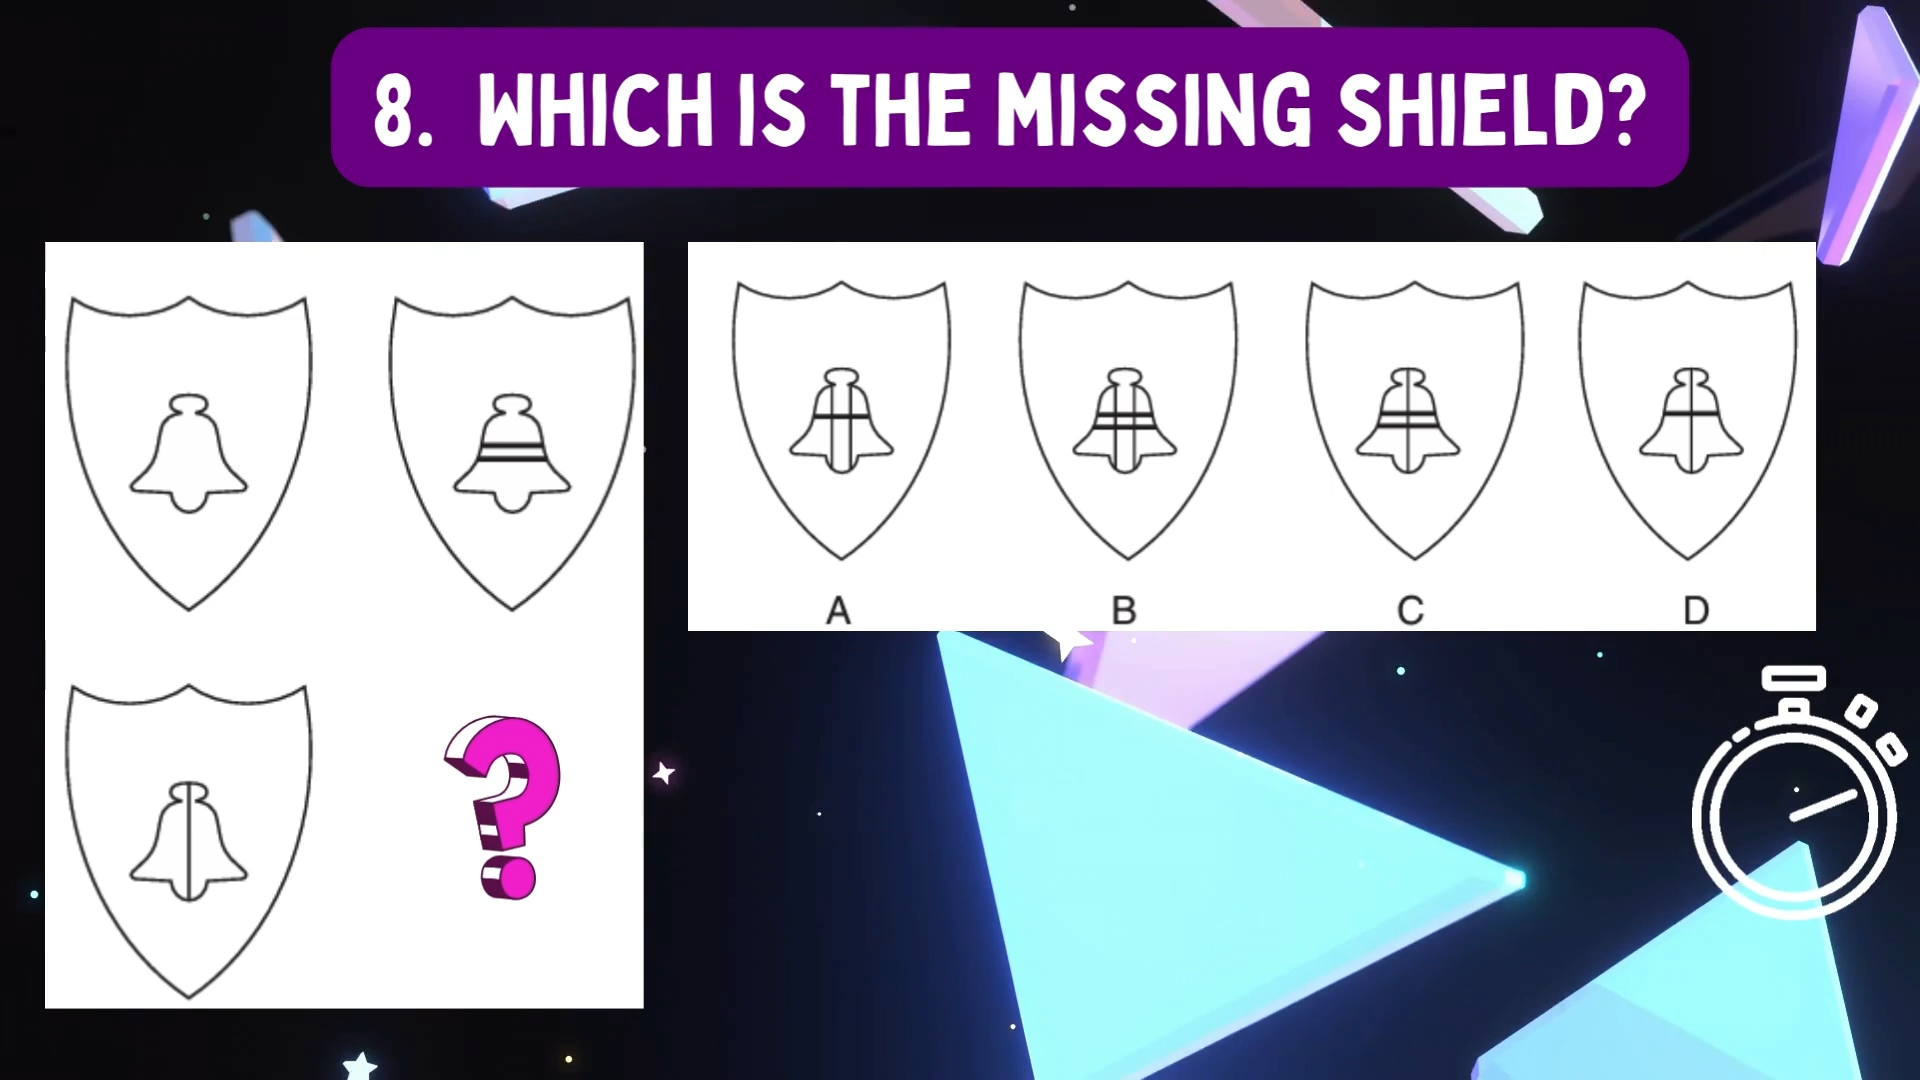 8. WHICH IS THE MISSING SHIELD?
?
A B C D